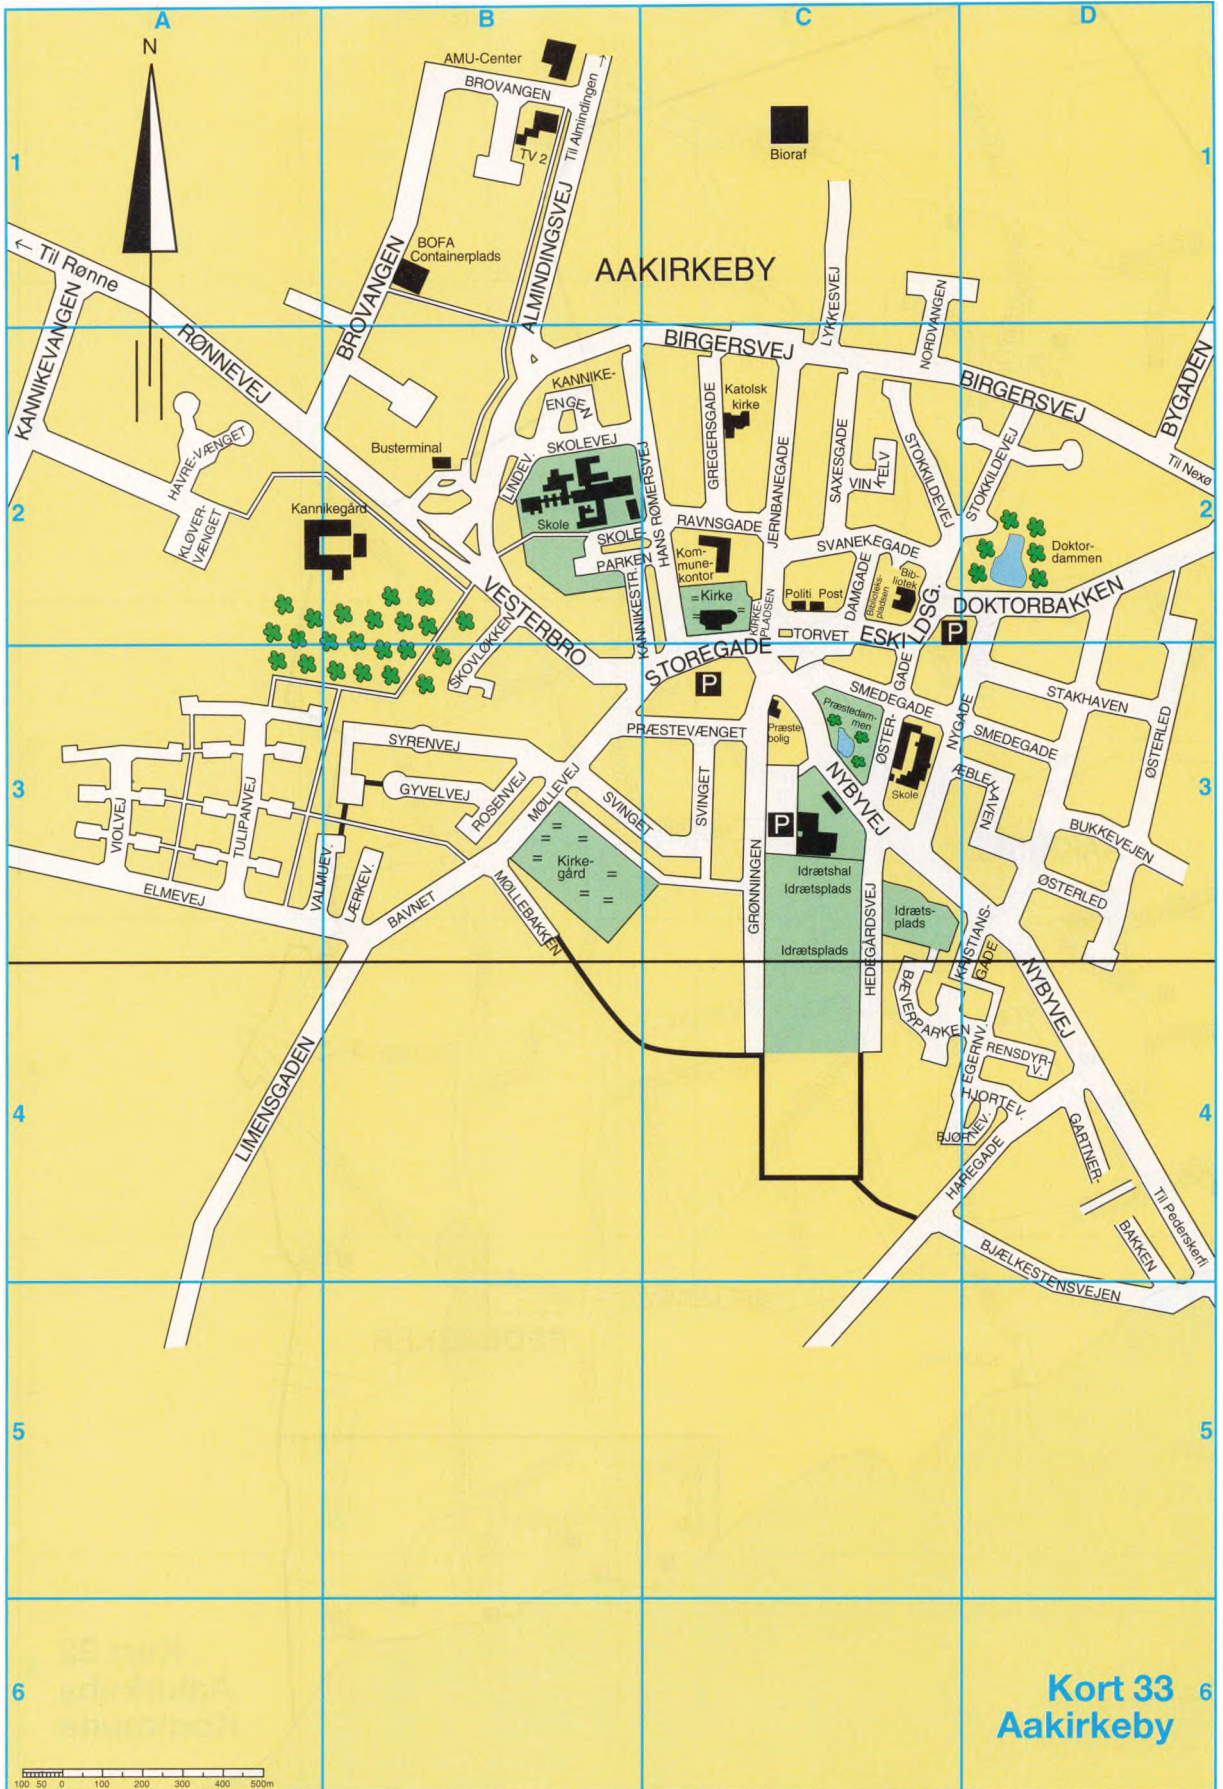 A
B
C
D
N
AMU-Center
BROVANGEN
Til Almindingen →
TV 2
Bioraf
1
1
ALMINDINGSVEJ
BOFA
Containerplads
BROVANGEN
AAKIRKEBY
← Til Rønne
KANNIKEVANGEN
RØNNEVEJ
LYKKESVEJ
NORDVANGEN
BIRGERSVEJ
BIRGERSVEJ
BYGADEN
Til Nexø
KANNIKE-
ENGEN
GREGERSGADE
Katolsk
kirke
JERNBANEGADE
SAXESGADE
VIN
KELV
STOKKILDEVEJ
STOKKILDEVEJ
HAVRE-VÆNGET
KLØVER-
VÆNGET
Busterminal
LINDEV.
SKOLEVEJ
Skole
HANS RØMERSVEJ
2
2
Kannikegård
SKOLE
PARKEN
KANNIKESTR.
RAVNSGADE
SVANEKEGADE
Kom-
mune-
kontor
Kirke
KIRKE-
PLADSEN
Politi
Post
DAMGADE
Biblioteks-
pladsen
Bib-
liotek
Doktor-
dammen
DOKTORBAKKEN
VESTERBRO
SKOVLØKKEN
STOREGADE
TORVET
ESKILDSG.
P
P
SMEDEGADE
ØSTER-
GADE
Præstedam-
men
NYGADE
STAKHAVEN
SMEDEGADE
ØSTERLED
SYRENVEJ
GYVELVEJ
ROSENVEJ
MØLLEVEJ
PRÆSTEVÆNGET
Præste-
bolig
SVINGET
SVINGET
NYBYVEJ
Skole
ÆBLE-
HAVEN
BUKKEVEJEN
3
3
VIOLVEJ
TULIPANVEJ
P
Kirke-
gård
Idrætshal
Idrætsplads
Idræts-
plads
ØSTERLED
ELMEVEJ
VALMUEV.
LÆRKEV.
BAVNET
MØLLEBAKKEN
GRØNNINGEN
Idrætsplads
HEDEGÅRDSVEJ
KRISTIANS-
GADE
NYBYVEJ
BÆVERPARKEN
EGERNV.
RENSDYR-
V.
HJORTEV.
BJØRNEV.
LIMENSGADEN
4
4
HAREGADE
GARTNER-
BAKKEN
Til Pederskerfi
BJÆLKESTENSVEJEN
5
5
6
6
Kort 33
Aakirkeby
100 50 0 100 200 300 400 500m